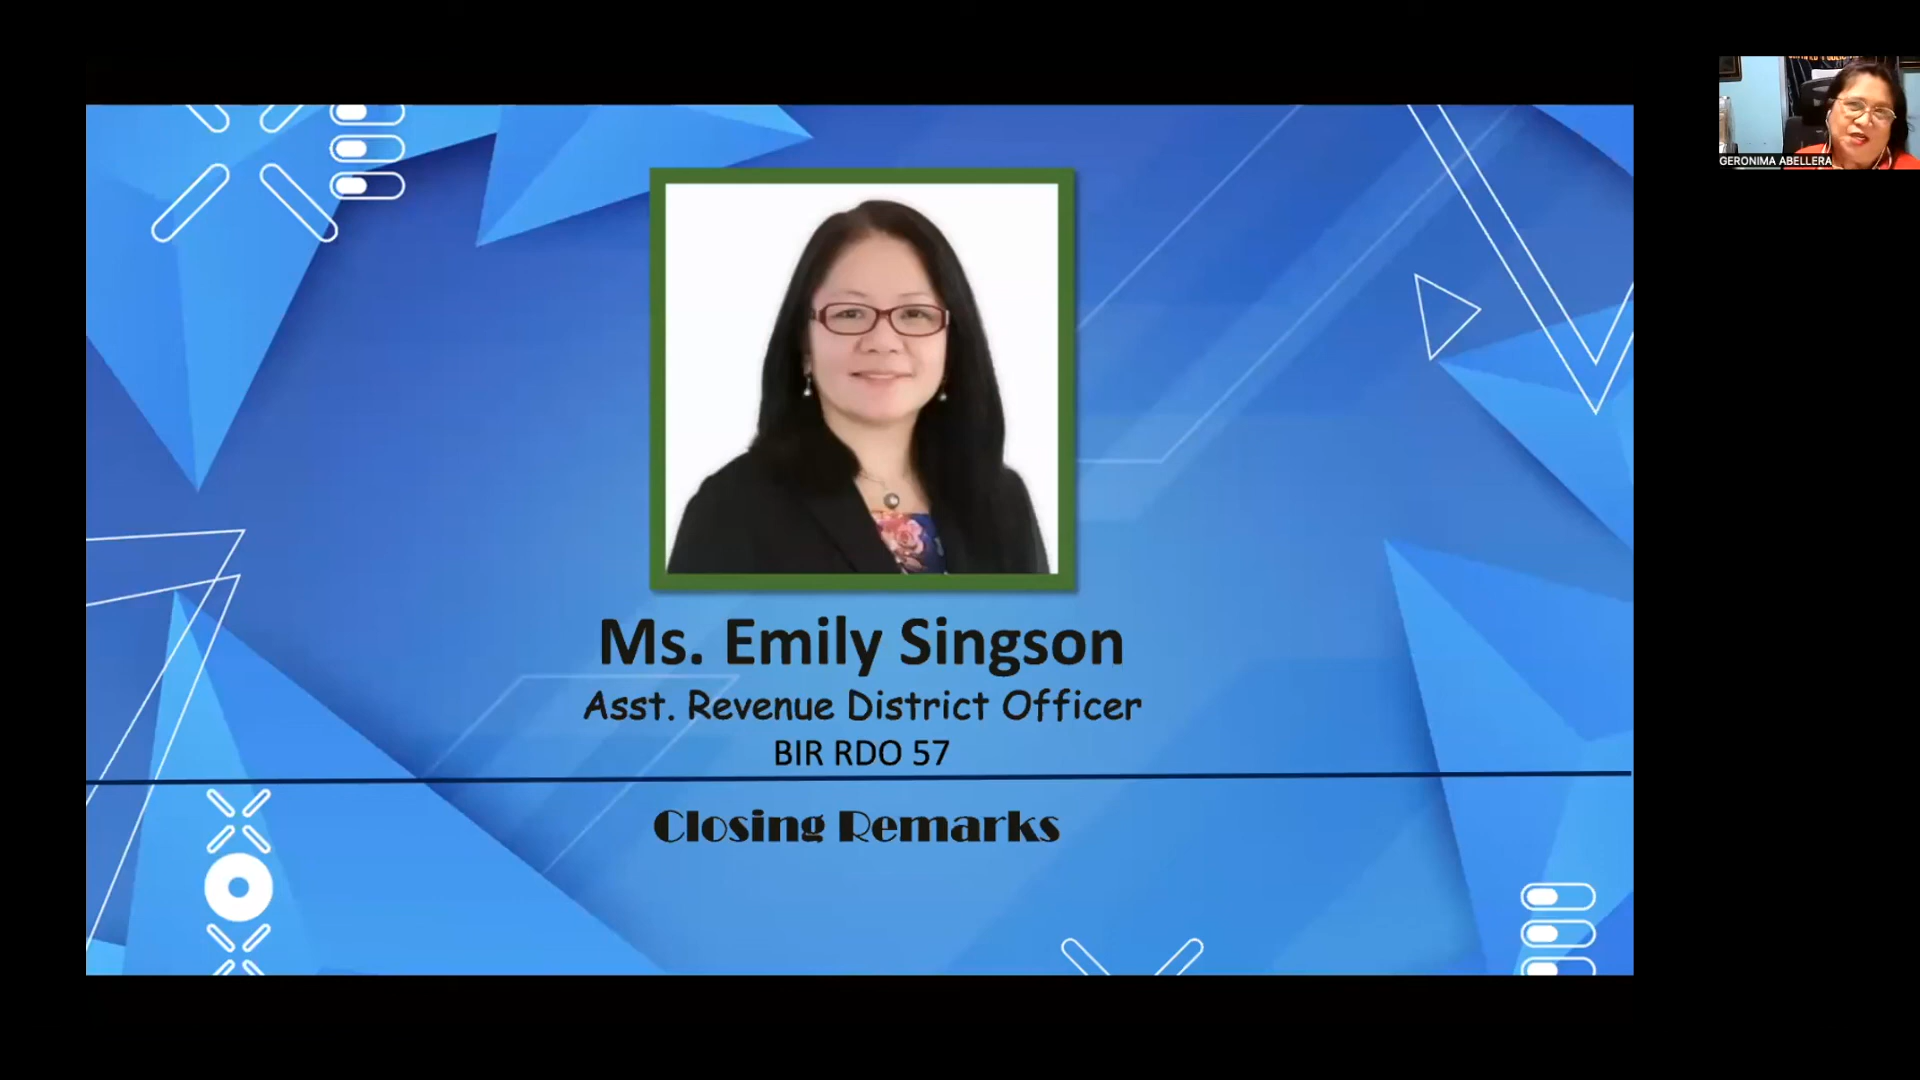 GERONIMA ABELLERA
Ms. Emily Singson
Asst. Revenue District Officer
BIR RDO 57
Closing Remarks